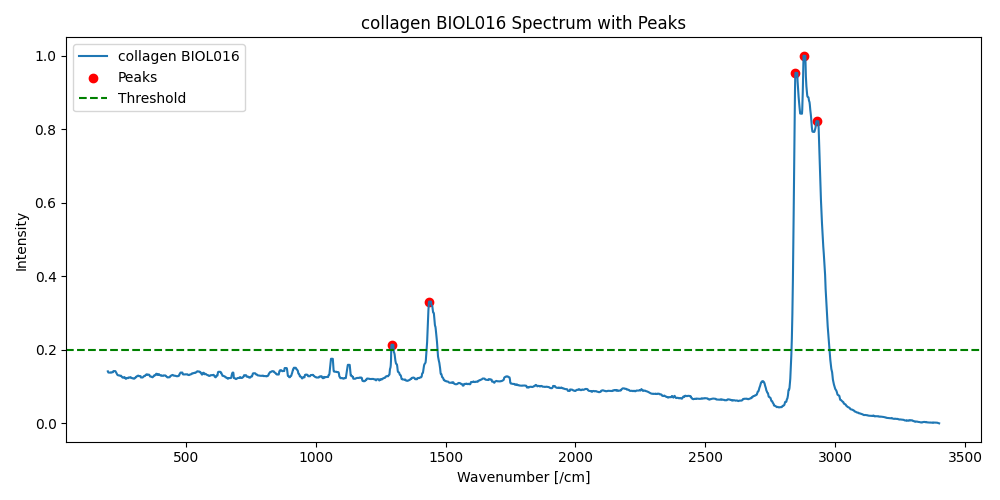 collagen BIOL016 Spectrum with Peaks
collagen BIOL016
Peaks
Threshold
Intensity
1.0
0.8
0.6
0.4
0.2
0.0
500 1000 1500 2000 2500 3000 3500
Wavenumber [/cm]